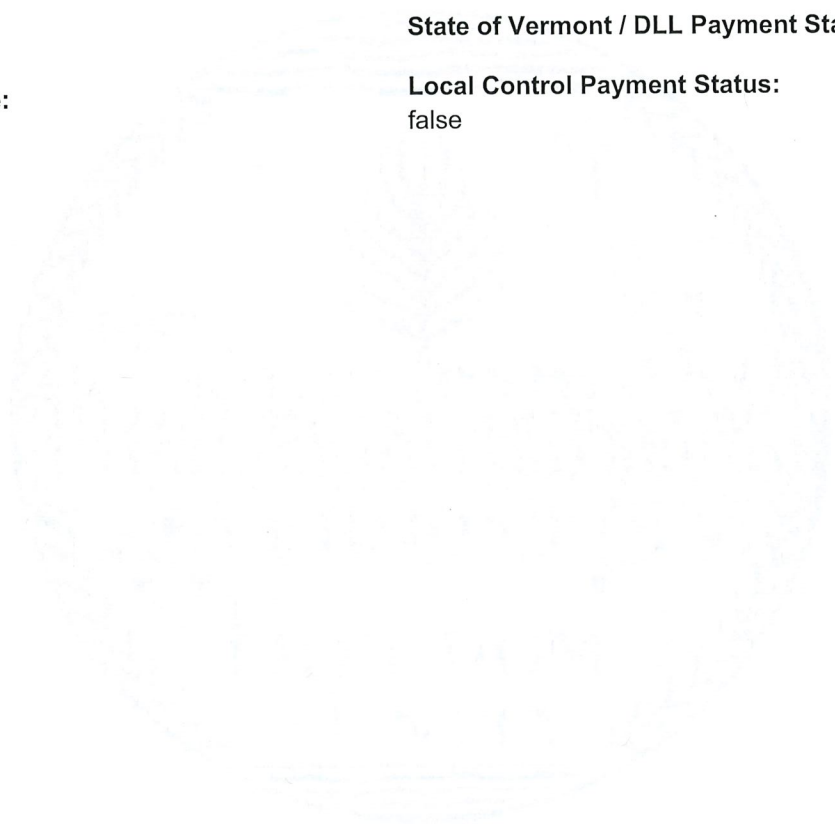 State of Vermont / DLL Payment Sta
:
Local Control Payment Status:
false